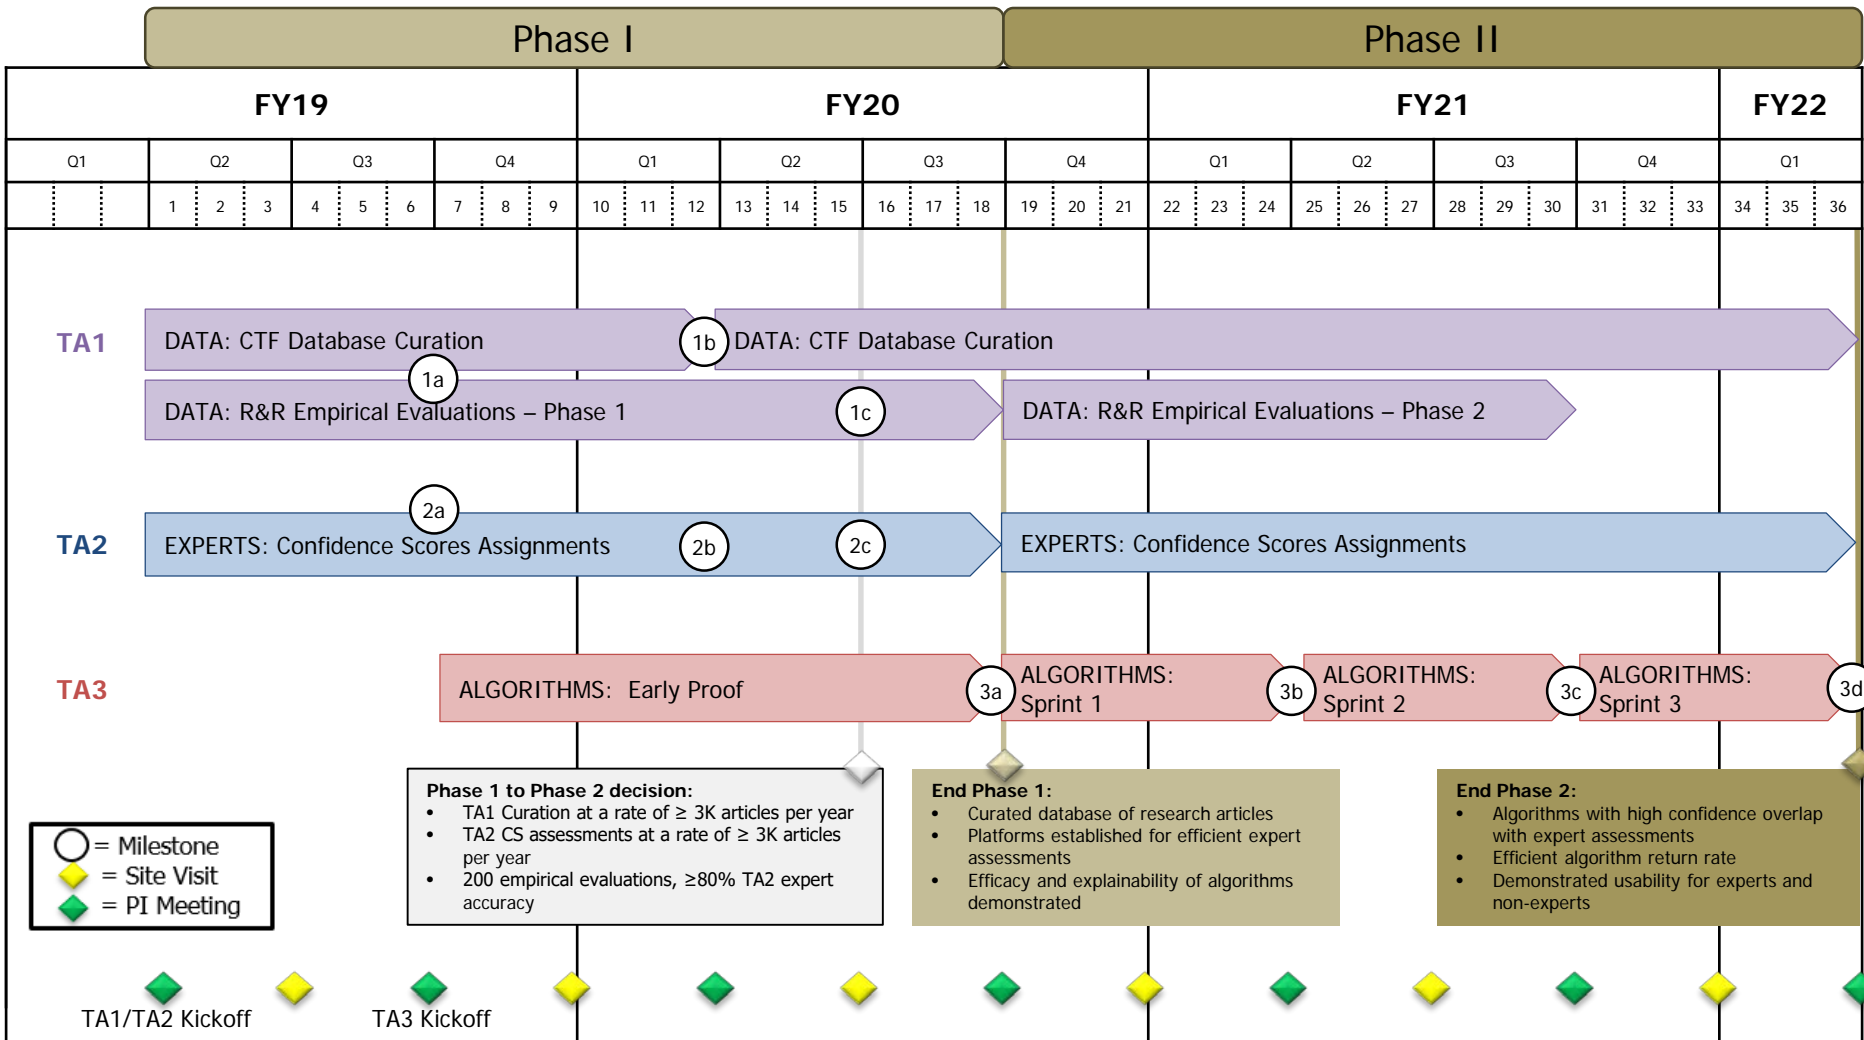 Phase I
Phase II
FY19
FY20
FY21
FY22
Q1
Q2
Q3
Q4
Q1
Q2
Q3
Q4
Q1
Q2
Q3
Q4
Q1
1 2 3 4 5 6 7 8 9 10 11 12 13 14 15 16 17 18 19 20 21 22 23 24 25 26 27 28 29 30 31 32 33 34 35 36
TA1
DATA: CTF Database Curation
1b
DATA: CTF Database Curation
1a
DATA: R&R Empirical Evaluations – Phase 1
1c
DATA: R&R Empirical Evaluations – Phase 2
2a
TA2
EXPERTS: Confidence Scores Assignments
2b
2c
EXPERTS: Confidence Scores Assignments
TA3
ALGORITHMS: Early Proof
3a
ALGORITHMS:
Sprint 1
3b
ALGORITHMS:
Sprint 2
3c
ALGORITHMS:
Sprint 3
3d
Phase 1 to Phase 2 decision:
• TA1 Curation at a rate of ≥ 3K articles per year
• TA2 CS assessments at a rate of ≥ 3K articles
per year
• 200 empirical evaluations, ≥80% TA2 expert
accuracy
End Phase 1:
• Curated database of research articles
• Platforms established for efficient expert
assessments
• Efficacy and explainability of algorithms
demonstrated
End Phase 2:
• Algorithms with high confidence overlap
with expert assessments
• Efficient algorithm return rate
• Demonstrated usability for experts and
non-experts
= Milestone
= Site Visit
= PI Meeting
TA1/TA2 Kickoff
TA3 Kickoff